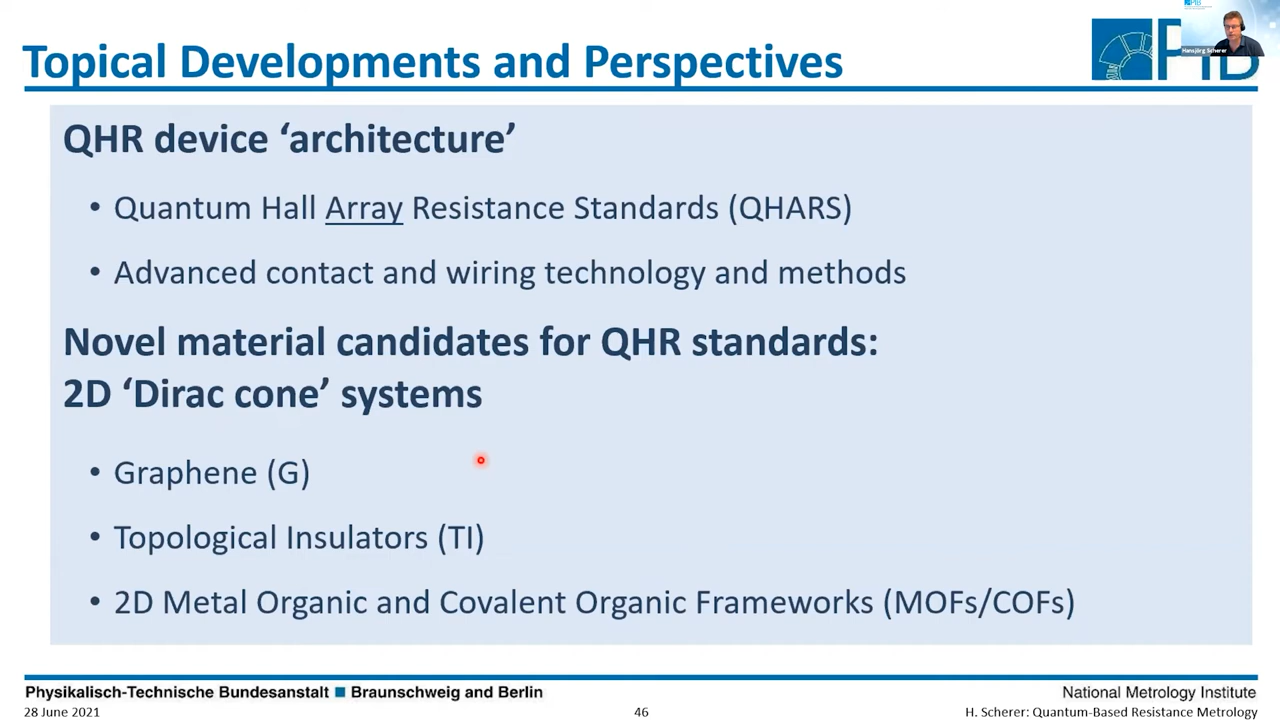 Topical Developments and Perspectives
PTB
Hansjörg Scherer
QHR device ‘architecture’
• Quantum Hall Array Resistance Standards (QHARS)
• Advanced contact and wiring technology and methods
Novel material candidates for QHR standards:
2D ‘Dirac cone’ systems
• Graphene (G)
• Topological Insulators (TI)
• 2D Metal Organic and Covalent Organic Frameworks (MOFs/COFs)
Physikalisch-Technische Bundesanstalt ■ Braunschweig and Berlin
National Metrology Institute
28 June 2021
46
H. Scherer: Quantum-Based Resistance Metrology